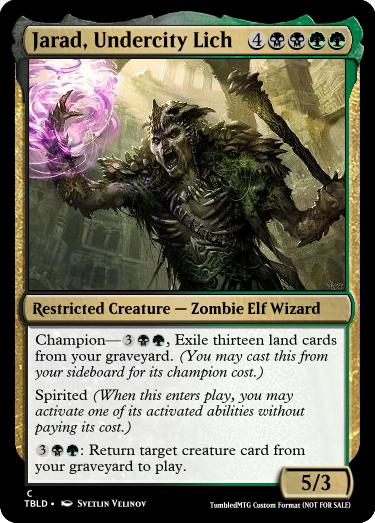 Jarad, Undercity Lich 4
Restricted Creature — Zombie Elf Wizard
Champion—3, Exile thirteen land cards
from your graveyard. (You may cast this from
your sideboard for its champion cost.)
Spirited (When this enters play, you may
activate one of its activated abilities without
paying its cost.)
3: Return target creature card from
your graveyard to play.
5/3
C
TBLD • Svetlin Velinov
TumbledMTG Custom Format (NOT FOR SALE)